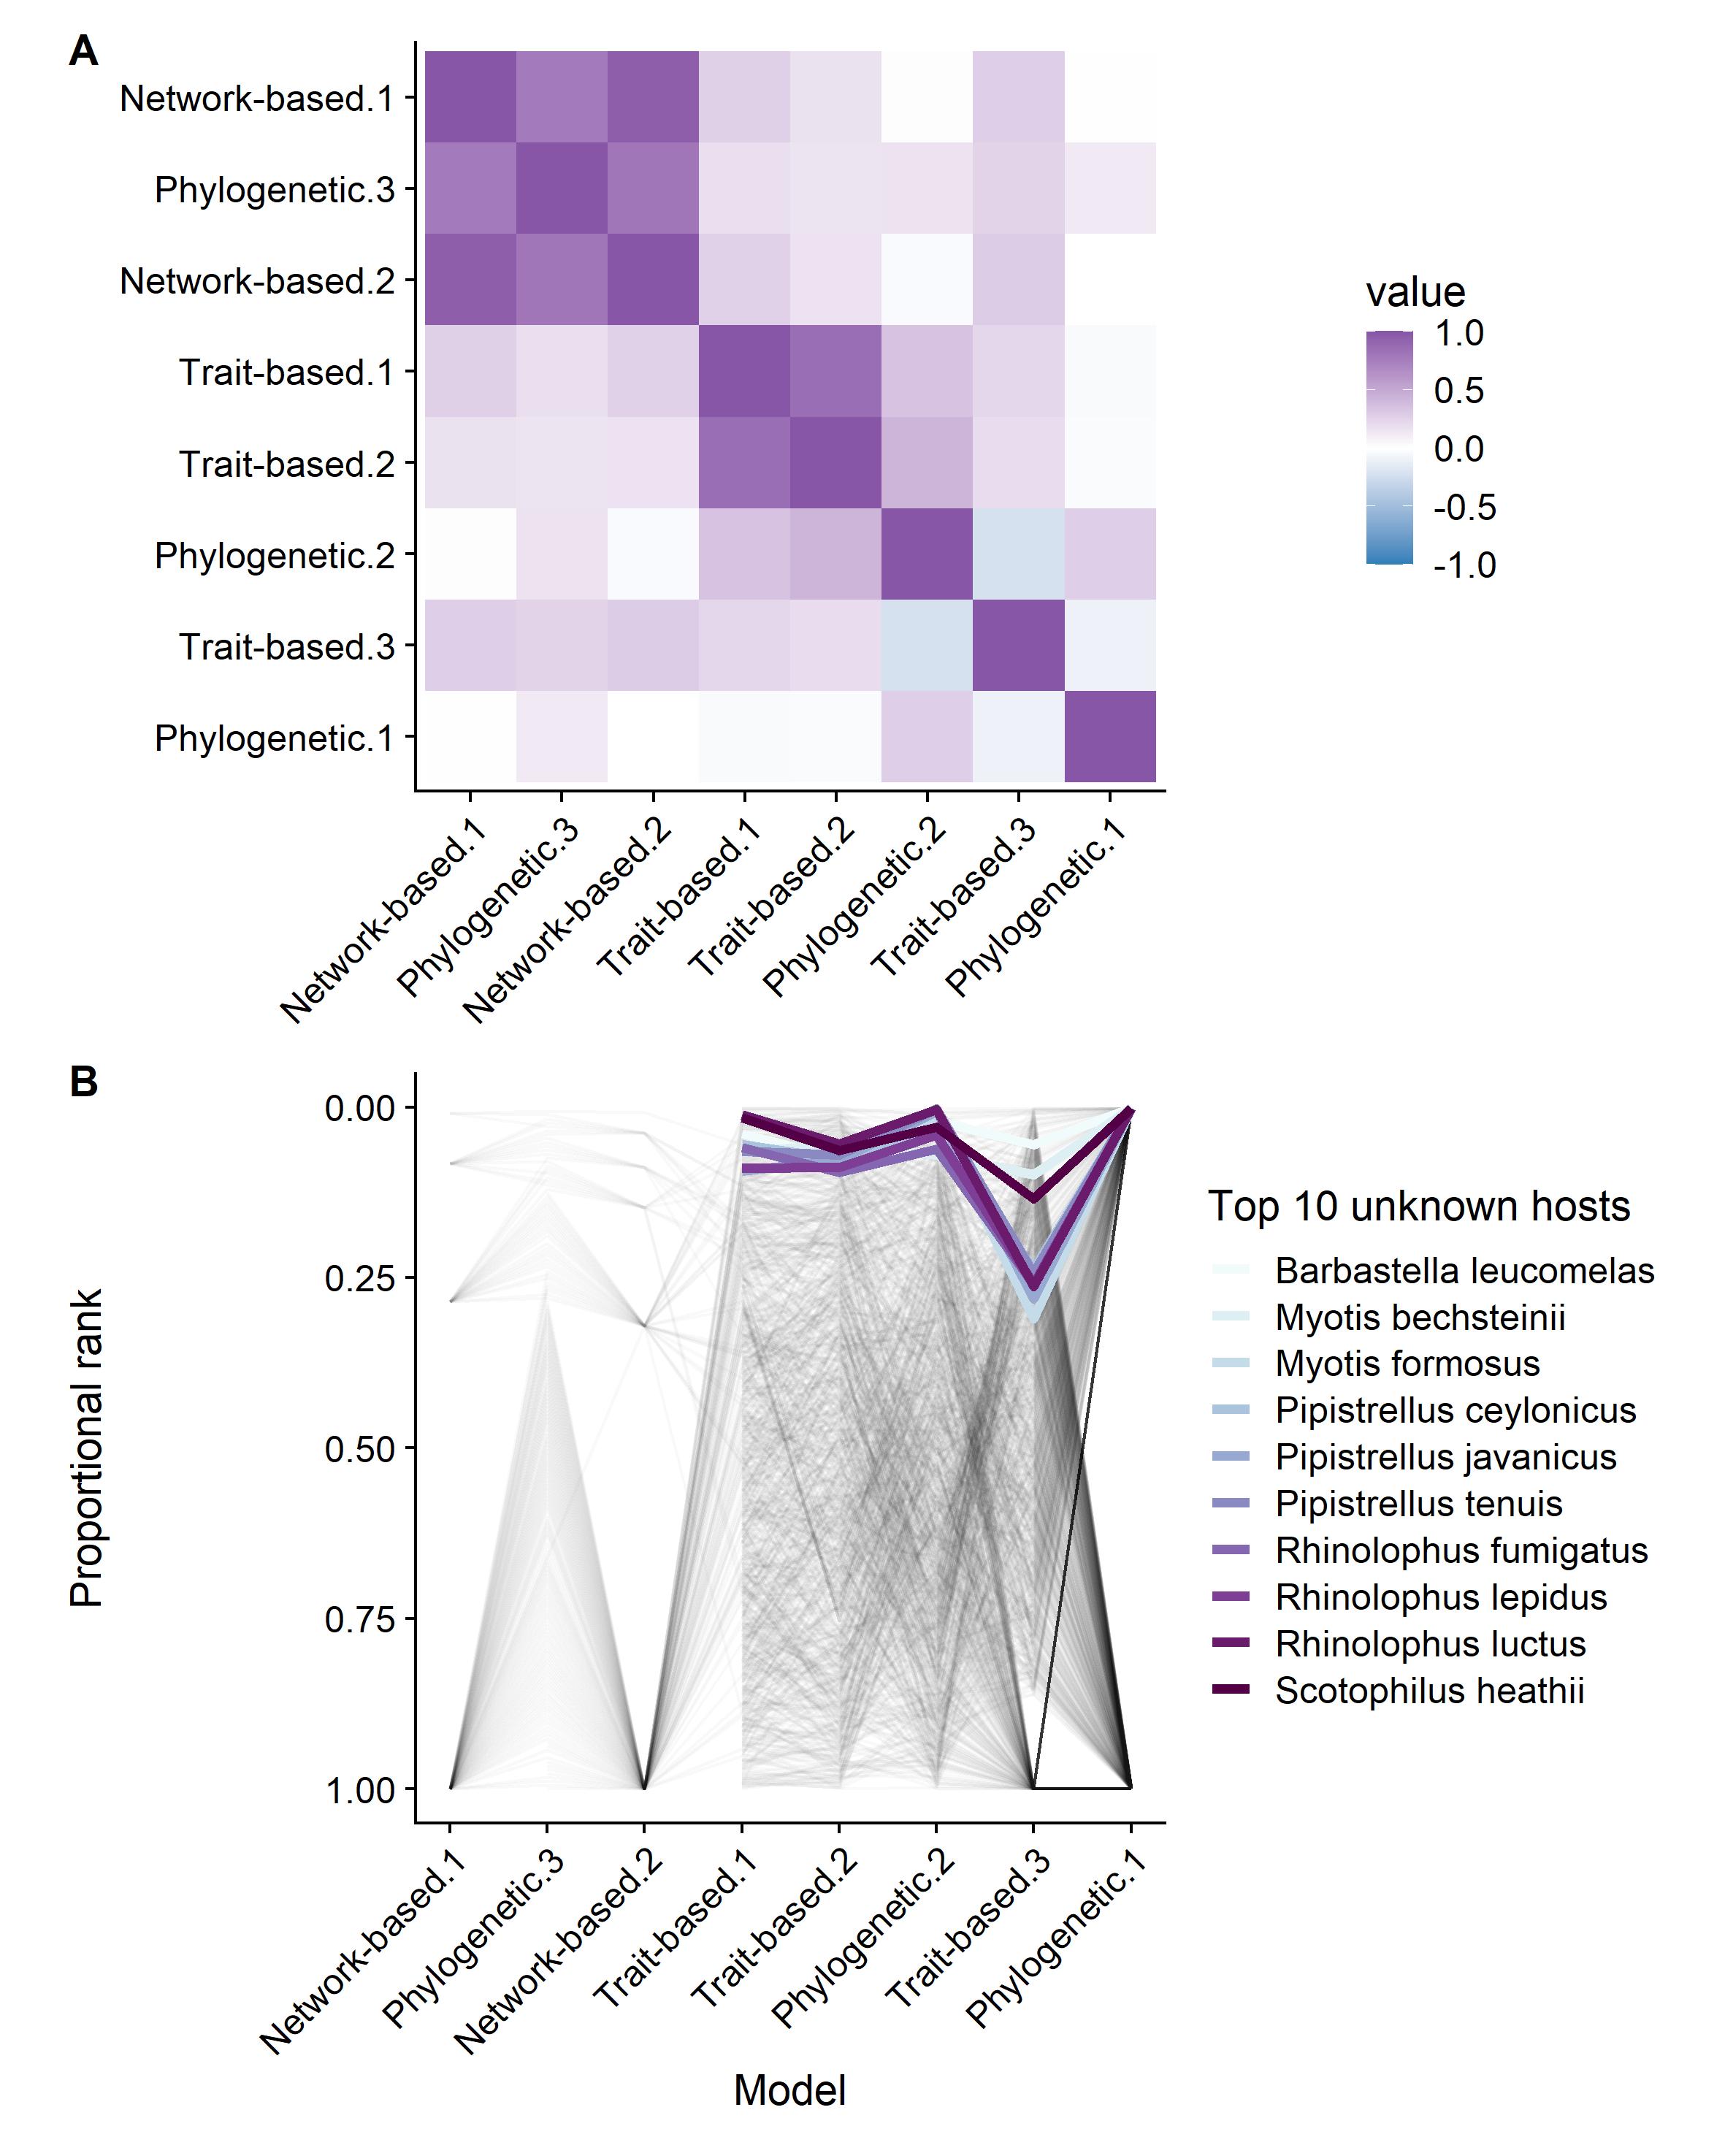 A
Network-based.1
Phylogenetic.3
Network-based.2
Trait-based.1
Trait-based.2
Phylogenetic.2
Trait-based.3
Phylogenetic.1
value
1.0
0.5
0.0
-0.5
-1.0
Network-based.1
Phylogenetic.3
Network-based.2
Trait-based.1
Trait-based.2
Phylogenetic.2
Trait-based.3
Phylogenetic.1
B
Proportional rank
0.00
0.25
0.50
0.75
1.00
Top 10 unknown hosts
Barbastella leucomelas
Myotis bechsteinii
Myotis formosus
Pipistrellus ceylonicus
Pipistrellus javanicus
Pipistrellus tenuis
Rhinolophus fumigatus
Rhinolophus lepidus
Rhinolophus luctus
Scotophilus heathii
Network-based.1
Phylogenetic.3
Network-based.2
Trait-based.1
Trait-based.2
Phylogenetic.2
Trait-based.3
Phylogenetic.1
Model